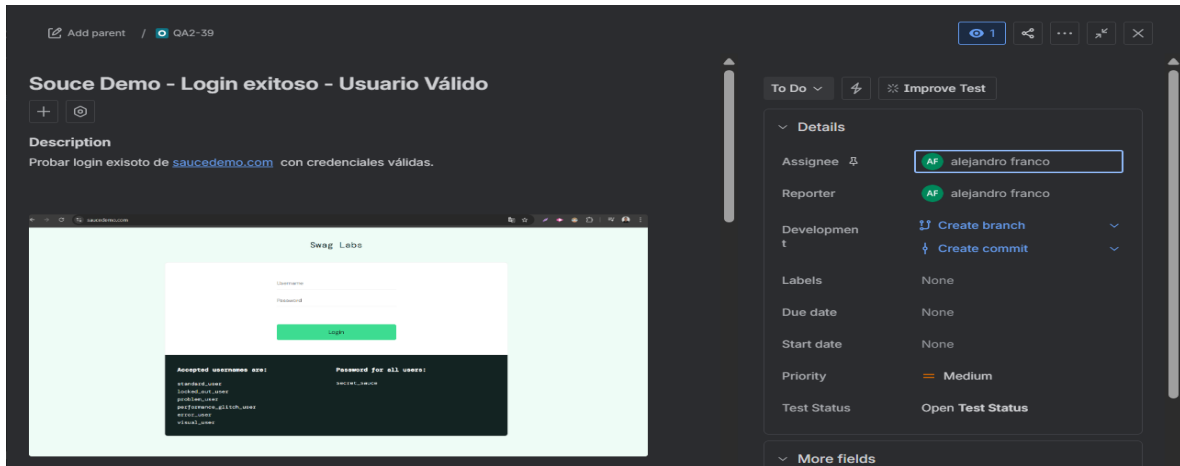 Add parent / QA2-39
1
Souce Demo - Login exitoso - Usuario Válido
Description
Probar login exisoto de saucedemo.com con credenciales válidas.
saucedemo.com
Swag Labs
Username
Password
Login
Accepted usernames are:
standard_user
locked_out_user
problem_user
performance_glitch_user
error_user
visual_user
Password for all users:
secret_sauce
To Do
Improve Test
Details
Assignee
AF alejandro franco
Reporter
AF alejandro franco
Developmen
t
Create branch
Create commit
Labels
None
Due date
None
Start date
None
Priority
Medium
Test Status
Open Test Status
More fields